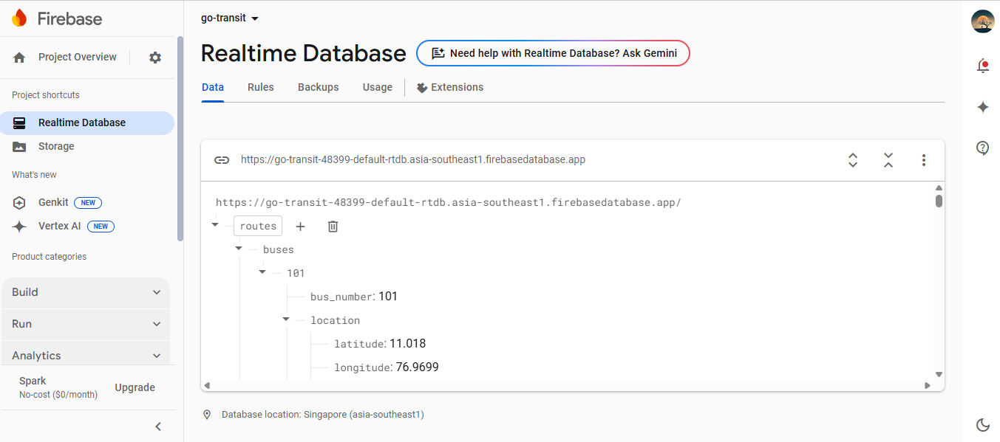 Firebase
go-transit
Project Overview
Realtime Database
Need help with Realtime Database? Ask Gemini
Data
Rules
Backups
Usage
Extensions
Project shortcuts
Realtime Database
Storage
What's new
Genkit NEW
Vertex AI NEW
Product categories
Build
Run
Analytics
Spark
No-cost ($0/month)
Upgrade
https://go-transit-48399-default-rtdb.asia-southeast1.firebasedatabase.app
https://go-transit-48399-default-rtdb.asia-southeast1.firebasedatabase.app/
routes
buses
101
bus_number: 101
location
latitude: 11.018
longitude: 76.9699
Database location: Singapore (asia-southeast1)